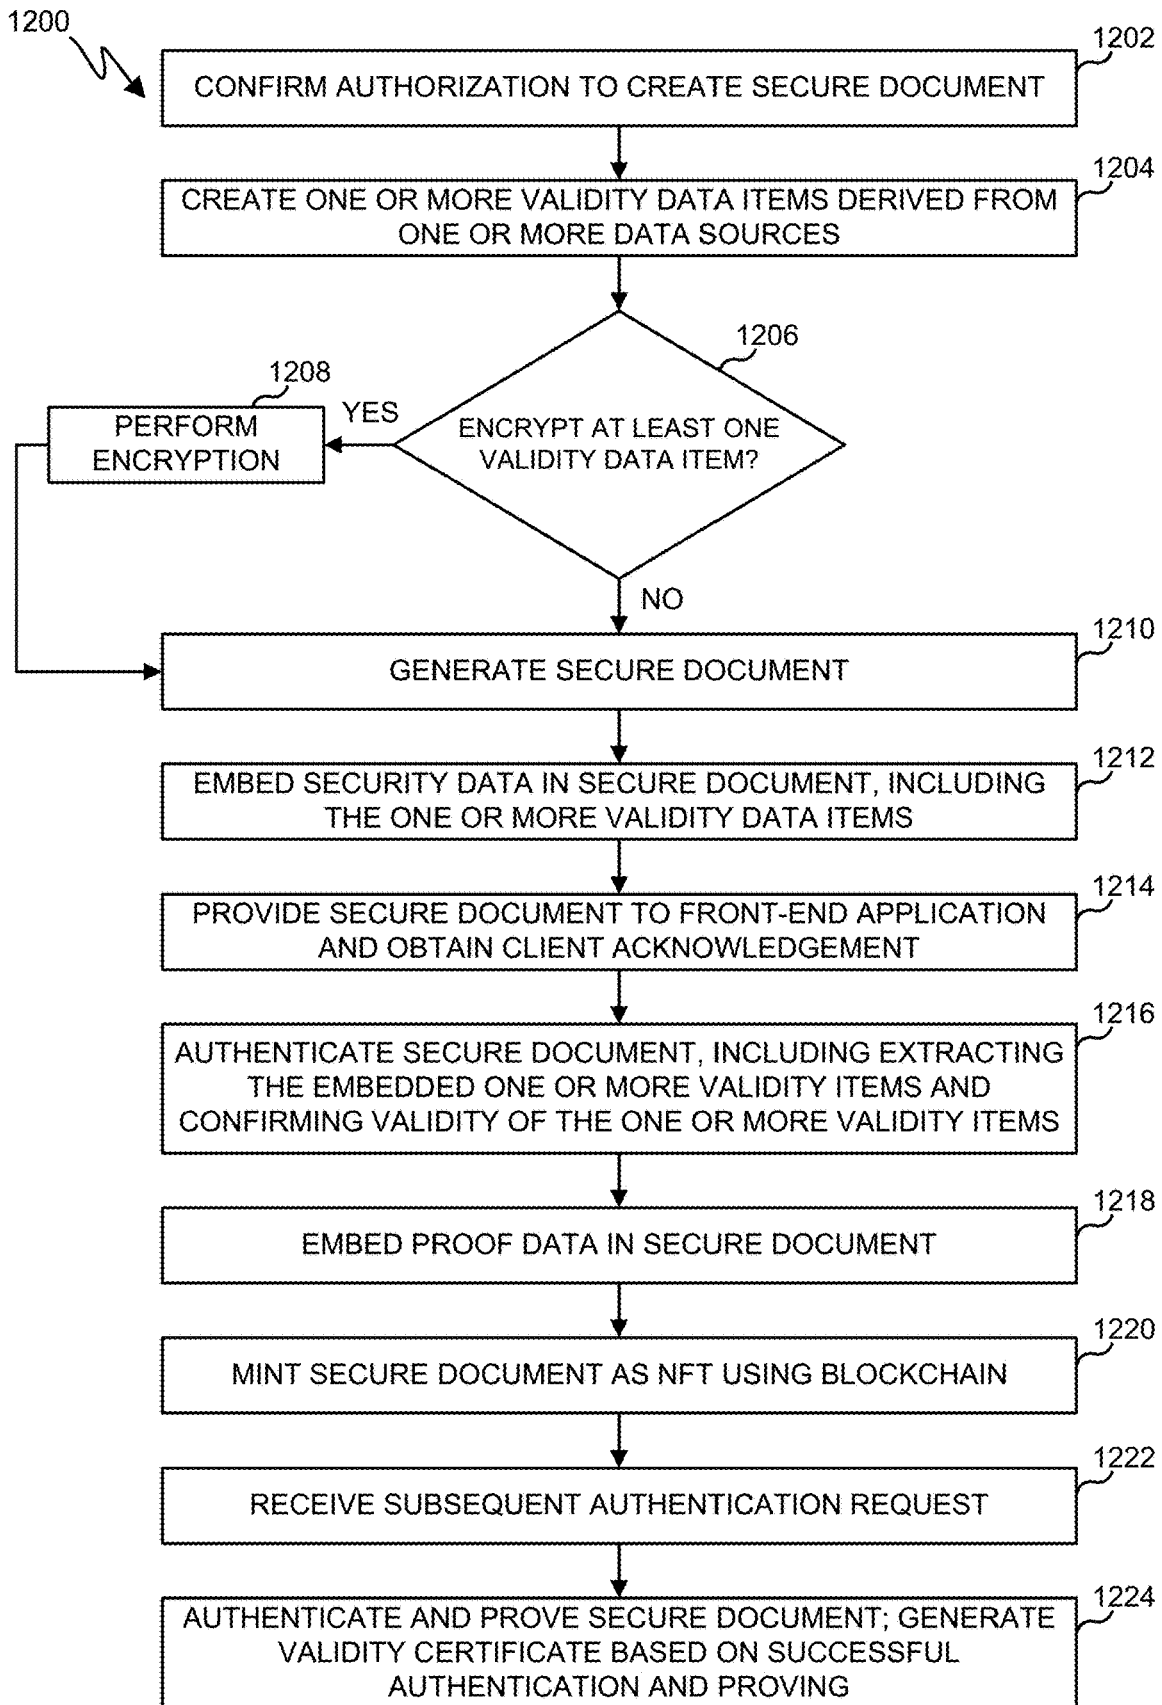 1200
1202
CONFIRM AUTHORIZATION TO CREATE SECURE DOCUMENT
1204
CREATE ONE OR MORE VALIDITY DATA ITEMS DERIVED FROM
ONE OR MORE DATA SOURCES
1206
ENCRYPT AT LEAST ONE
VALIDITY DATA ITEM?
YES
1208
PERFORM
ENCRYPTION
NO
1210
GENERATE SECURE DOCUMENT
1212
EMBED SECURITY DATA IN SECURE DOCUMENT, INCLUDING
THE ONE OR MORE VALIDITY DATA ITEMS
1214
PROVIDE SECURE DOCUMENT TO FRONT-END APPLICATION
AND OBTAIN CLIENT ACKNOWLEDGEMENT
1216
AUTHENTICATE SECURE DOCUMENT, INCLUDING EXTRACTING
THE EMBEDDED ONE OR MORE VALIDITY ITEMS AND
CONFIRMING VALIDITY OF THE ONE OR MORE VALIDITY ITEMS
1218
EMBED PROOF DATA IN SECURE DOCUMENT
1220
MINT SECURE DOCUMENT AS NFT USING BLOCKCHAIN
1222
RECEIVE SUBSEQUENT AUTHENTICATION REQUEST
1224
AUTHENTICATE AND PROVE SECURE DOCUMENT; GENERATE
VALIDITY CERTIFICATE BASED ON SUCCESSFUL
AUTHENTICATION AND PROVING